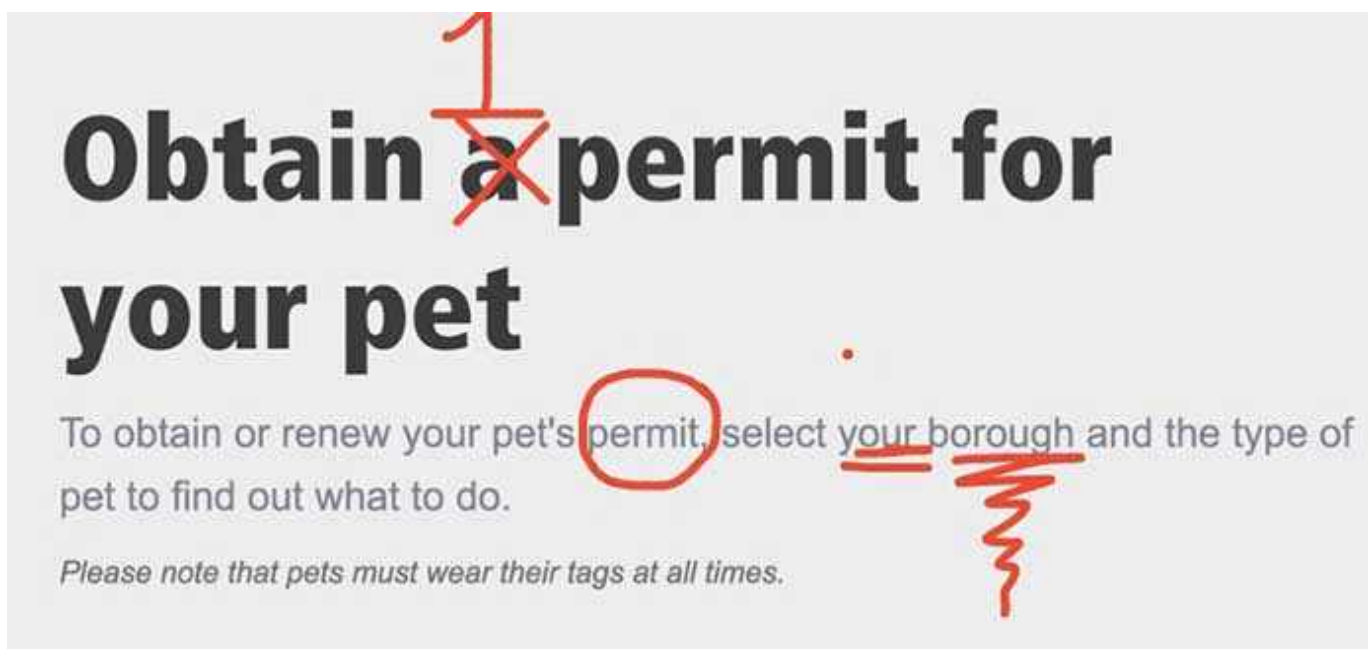 1
Obtain a permit for
your pet
To obtain or renew your pet's permit, select your borough and the type of
pet to find out what to do.
Please note that pets must wear their tags at all times.